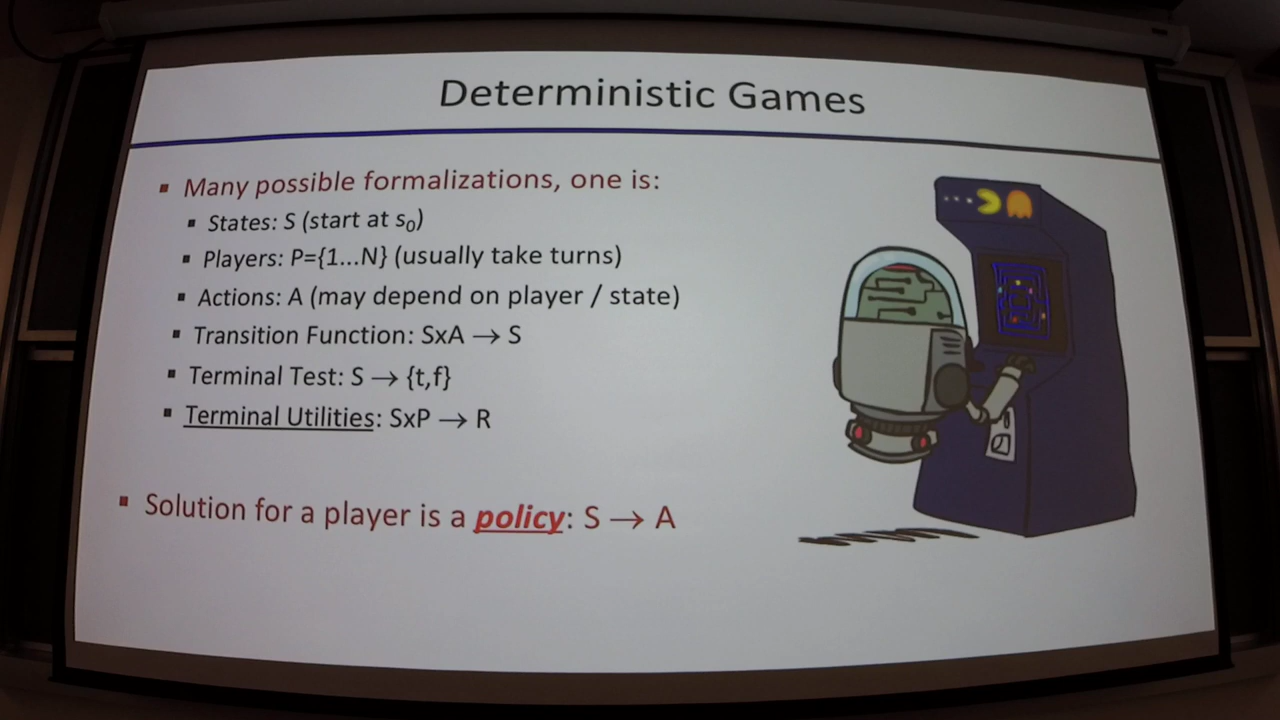 Deterministic Games
▪ Many possible formalizations, one is:
▪ States: S (start at s₀)
▪ Players: P={1...N} (usually take turns)
▪ Actions: A (may depend on player / state)
▪ Transition Function: SxA → S
▪ Terminal Test: S → {t,f}
▪ Terminal Utilities: SxP → R
▪ Solution for a player is a policy: S → A